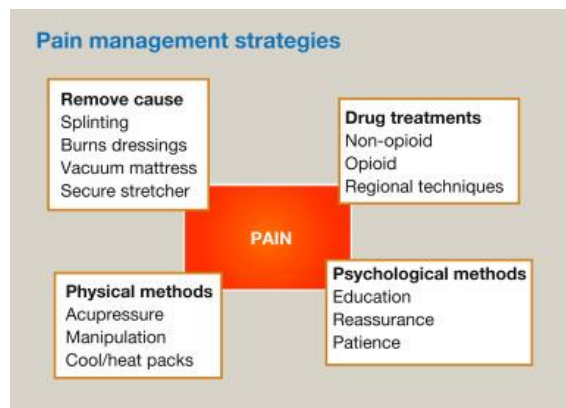 Pain management strategies
Remove cause
Splinting
Burns dressings
Vacuum mattress
Secure stretcher
Drug treatments
Non-opioid
Opioid
Regional techniques
PAIN
Physical methods
Acupressure
Manipulation
Cool/heat packs
Psychological methods
Education
Reassurance
Patience